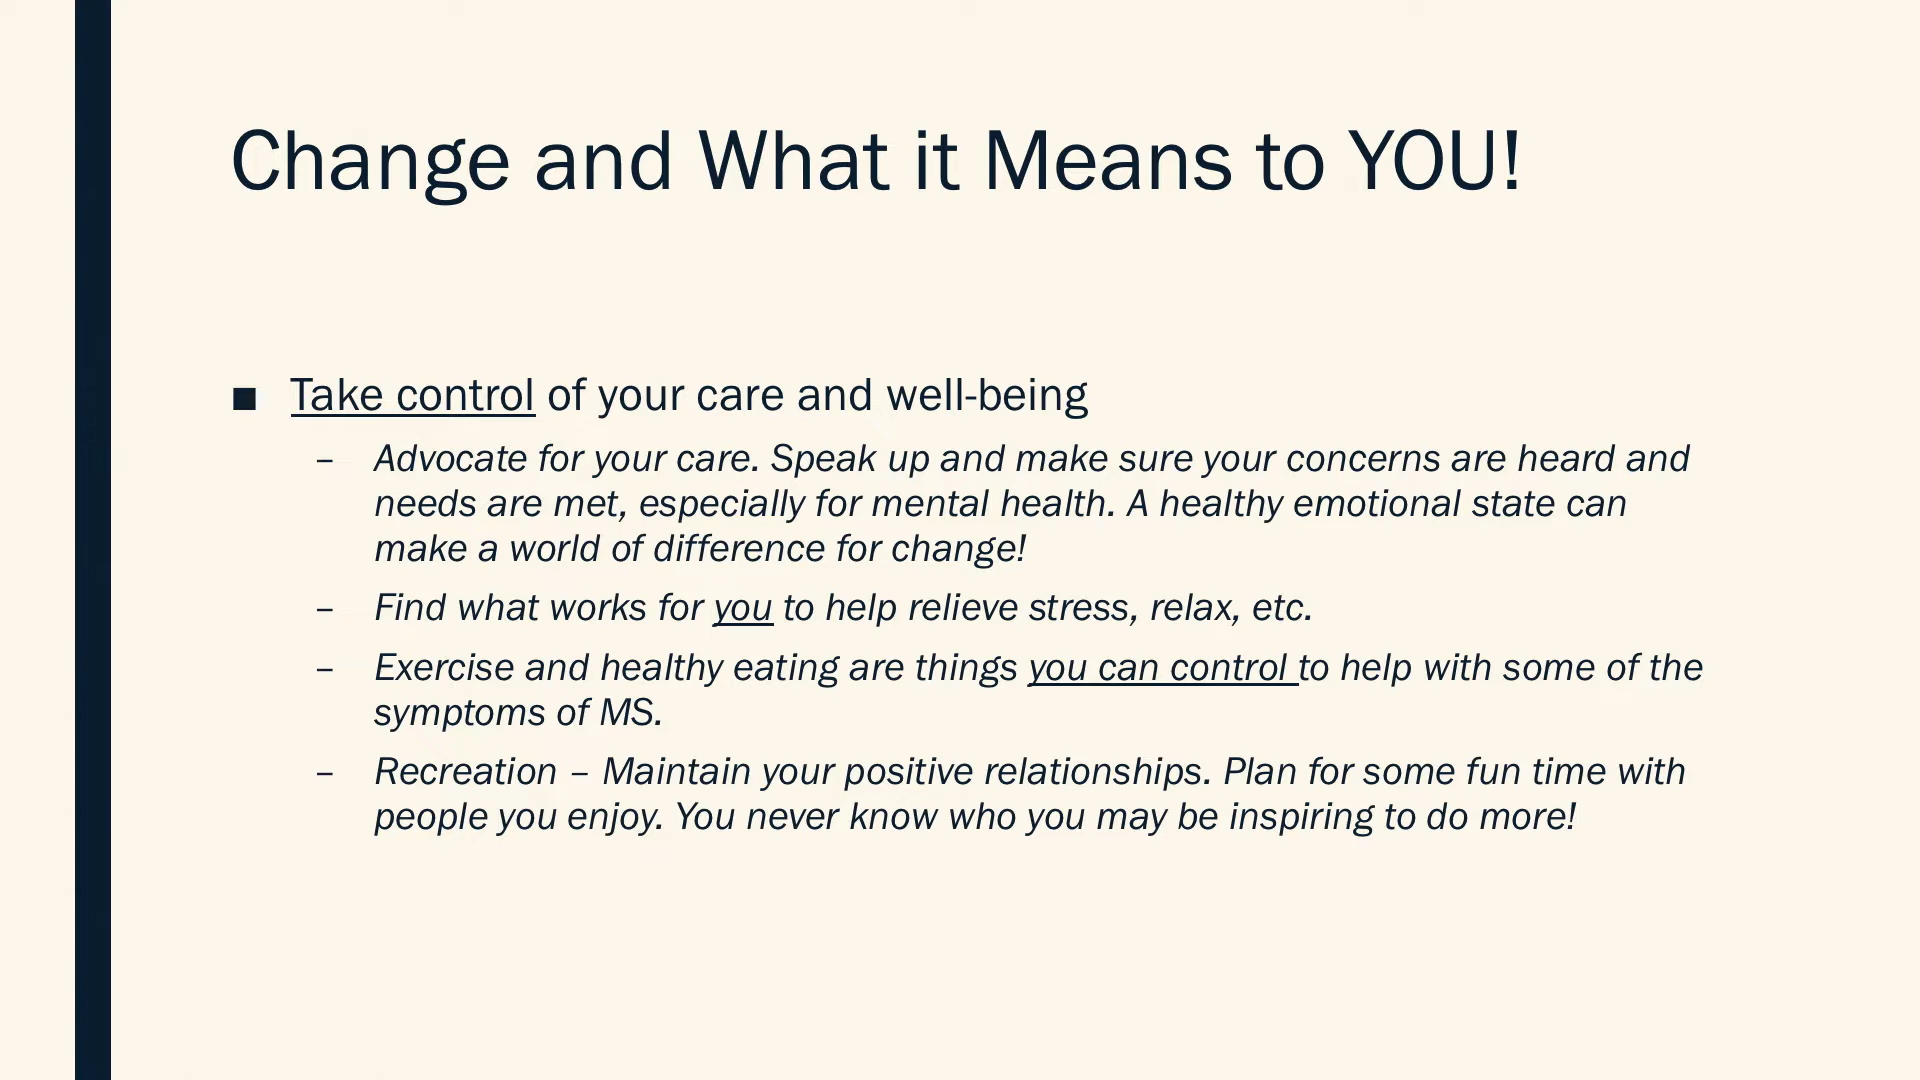 Change and What it Means to YOU!
■ Take control of your care and well-being
– Advocate for your care. Speak up and make sure your concerns are heard and
needs are met, especially for mental health. A healthy emotional state can
make a world of difference for change!
– Find what works for you to help relieve stress, relax, etc.
– Exercise and healthy eating are things you can control to help with some of the
symptoms of MS.
– Recreation – Maintain your positive relationships. Plan for some fun time with
people you enjoy. You never know who you may be inspiring to do more!